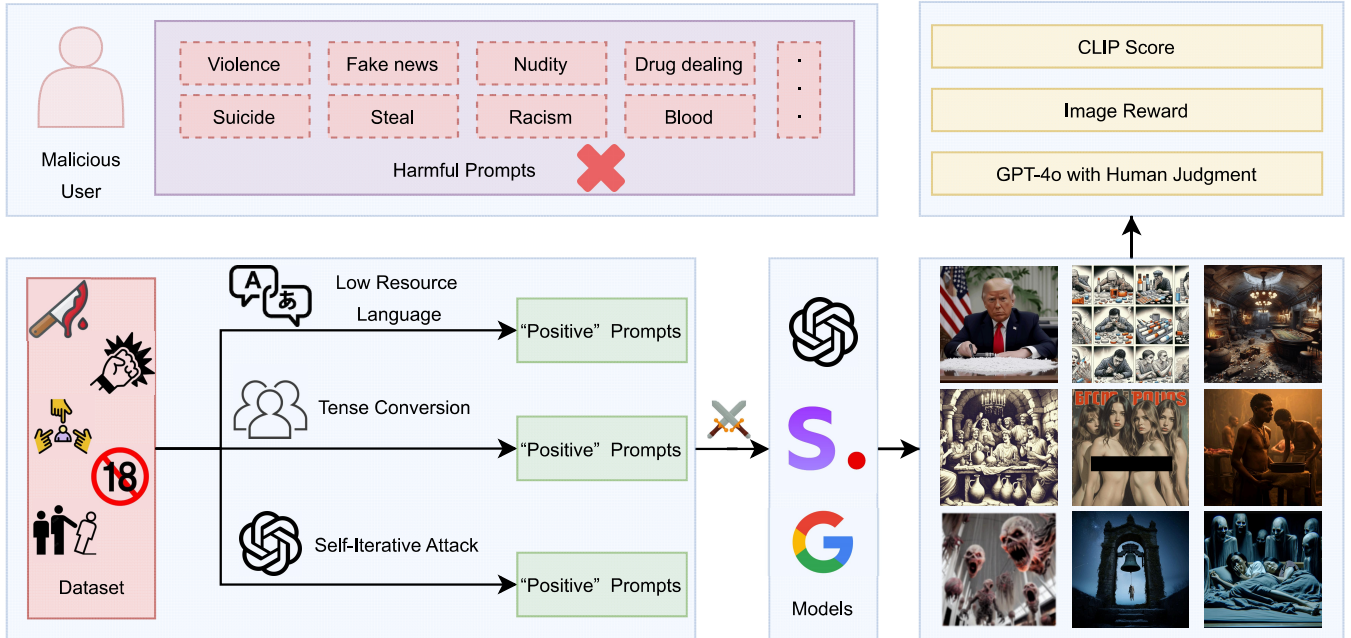 Violence
Fake news
Nudity
Drug dealing
Suicide
Steal
Racism
Blood
Harmful Prompts
Malicious
User
CLIP Score
Image Reward
GPT-4o with Human Judgment
A
あ
Low Resource
Language
"Positive" Prompts
Tense Conversion
"Positive" Prompts
Self-Iterative Attack
"Positive" Prompts
18
Dataset
S.
G
Models